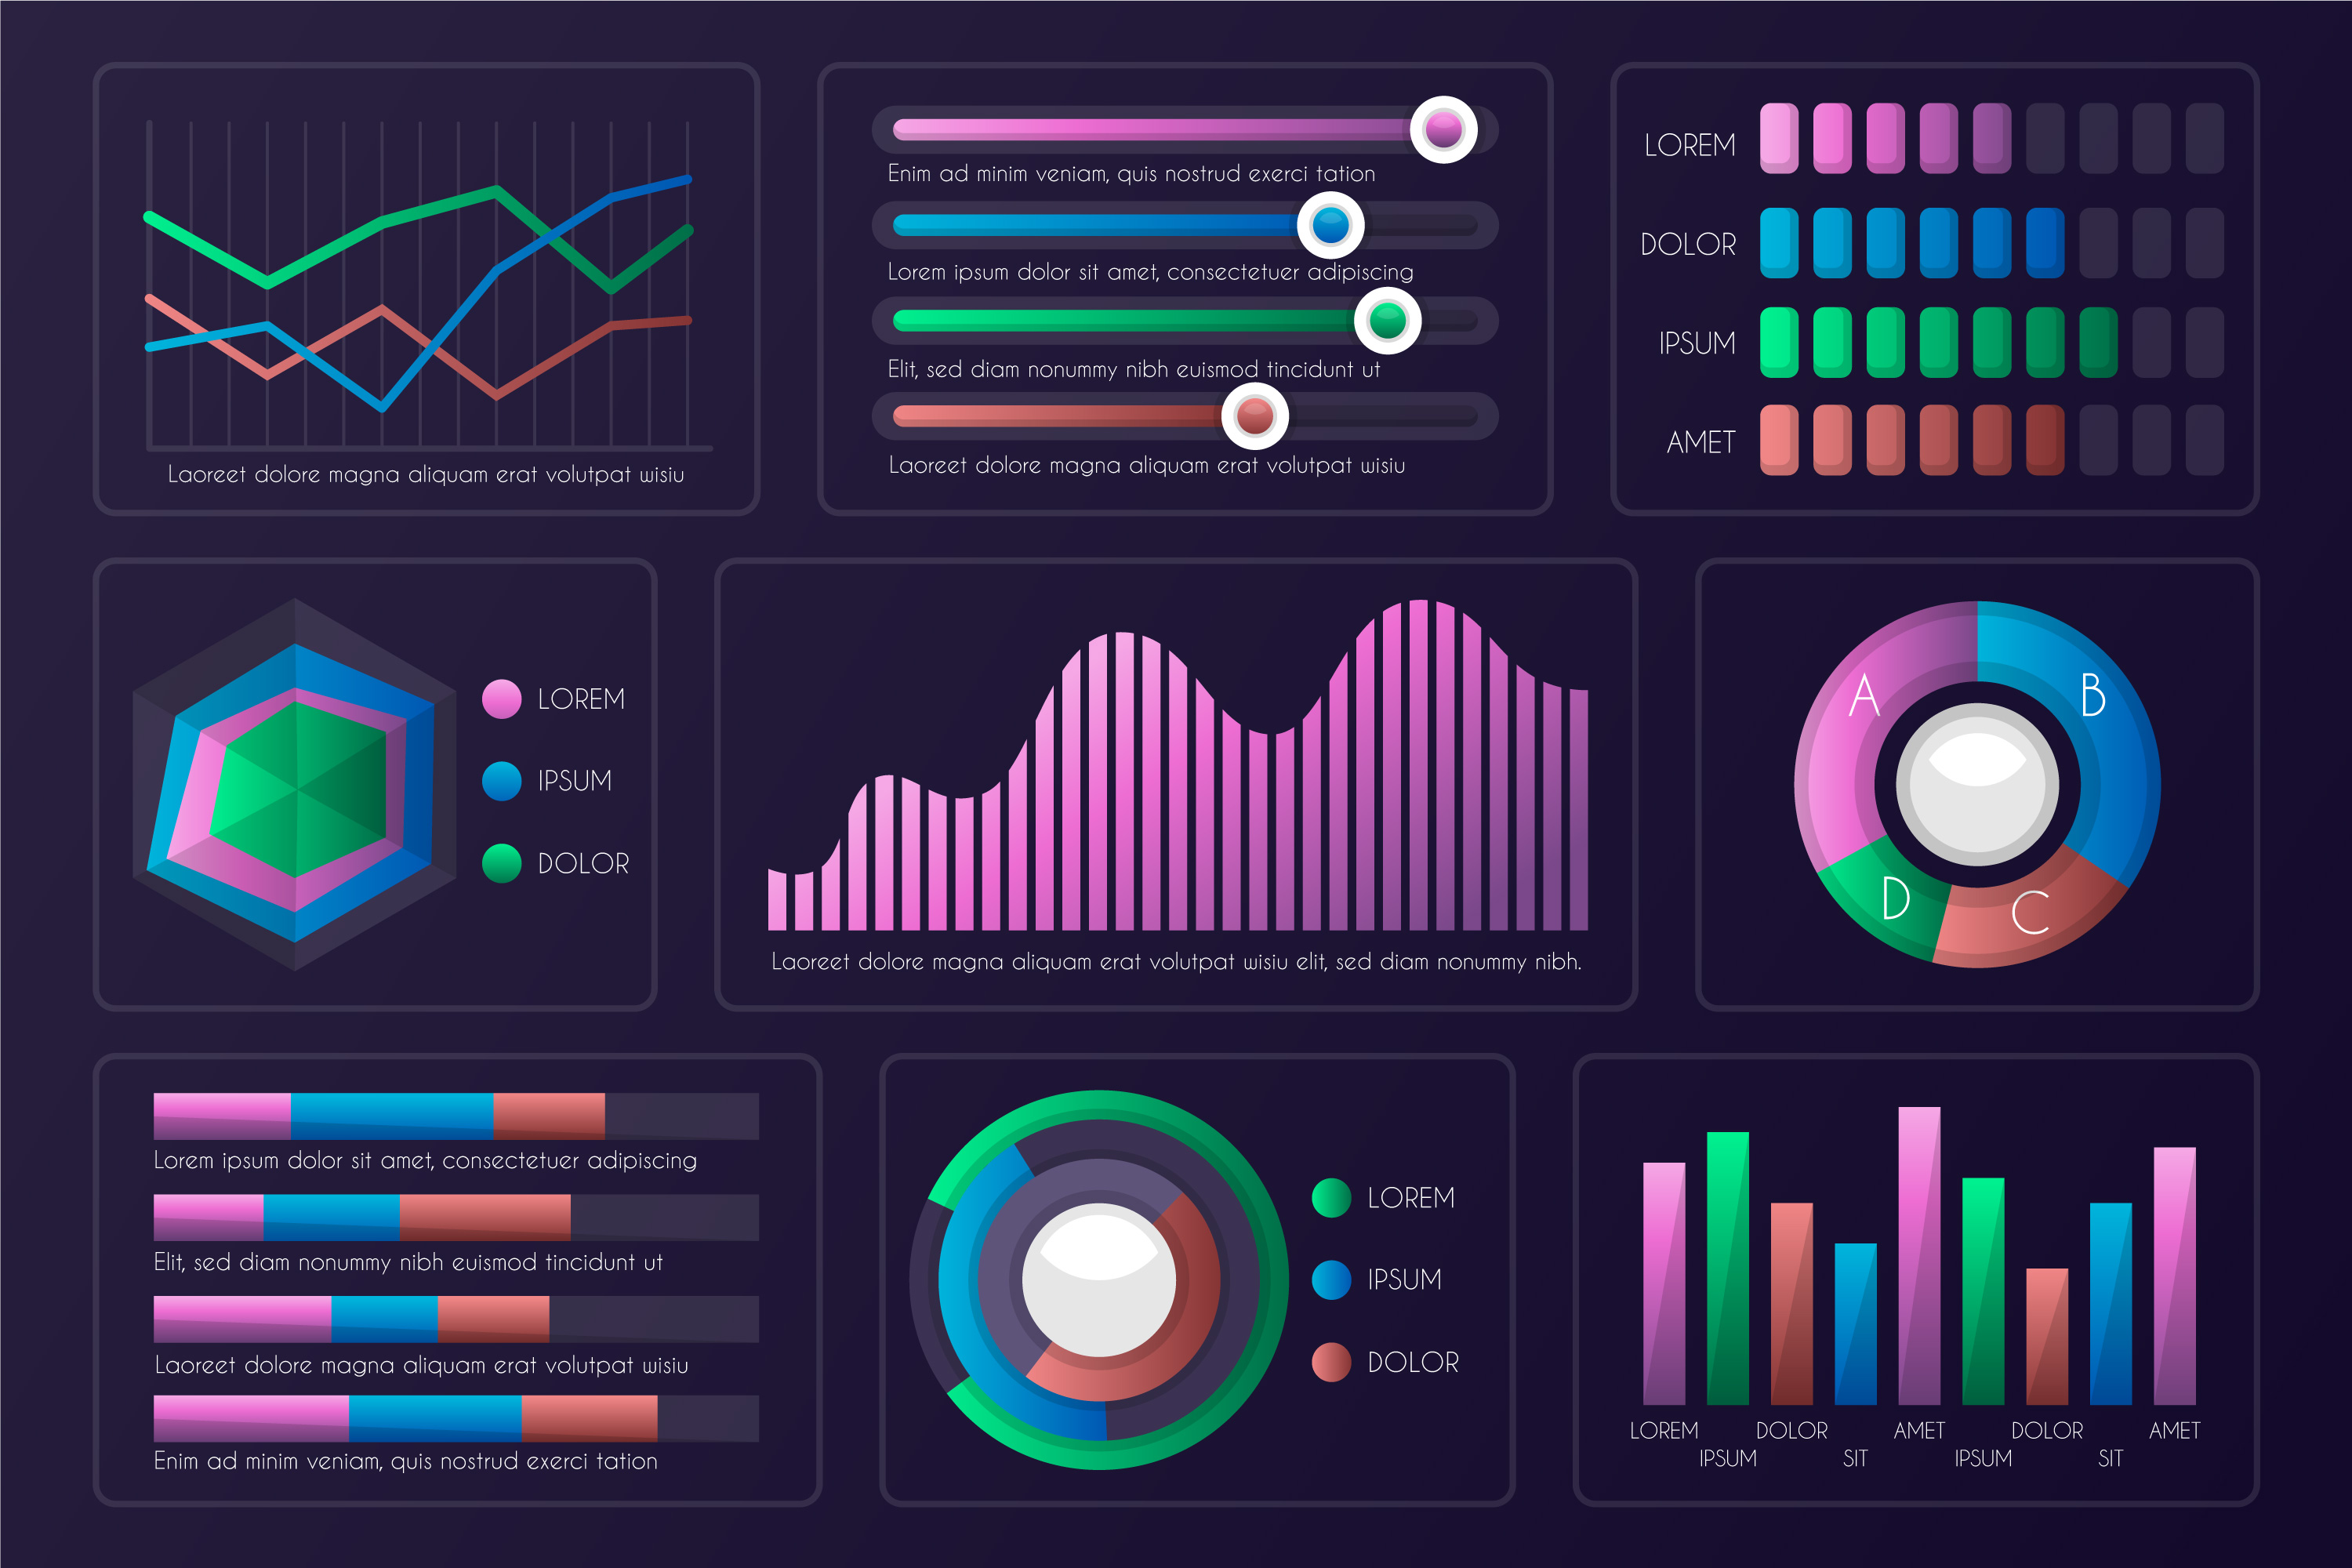 Laoreet dolore magna aliquam erat volutpat wisiu
Enim ad minim veniam, quis nostrud exerci tation
Lorem ipsum dolor sit amet, consectetuer adipiscing
Elit, sed diam nonummy nibh euismod tincidunt ut
Laoreet dolore magna aliquam erat volutpat wisiu
LOREM
DOLOR
IPSUM
AMET
LOREM
IPSUM
DOLOR
Laoreet dolore magna aliquam erat volutpat wisiu elit, sed diam nonummy nibh.
A
B
D
C
Lorem ipsum dolor sit amet, consectetuer adipiscing
Elit, sed diam nonummy nibh euismod tincidunt ut
Laoreet dolore magna aliquam erat volutpat wisiu
Enim ad minim veniam, quis nostrud exerci tation
LOREM
IPSUM
DOLOR
LOREM DOLOR AMET DOLOR AMET
IPSUM SIT IPSUM SIT